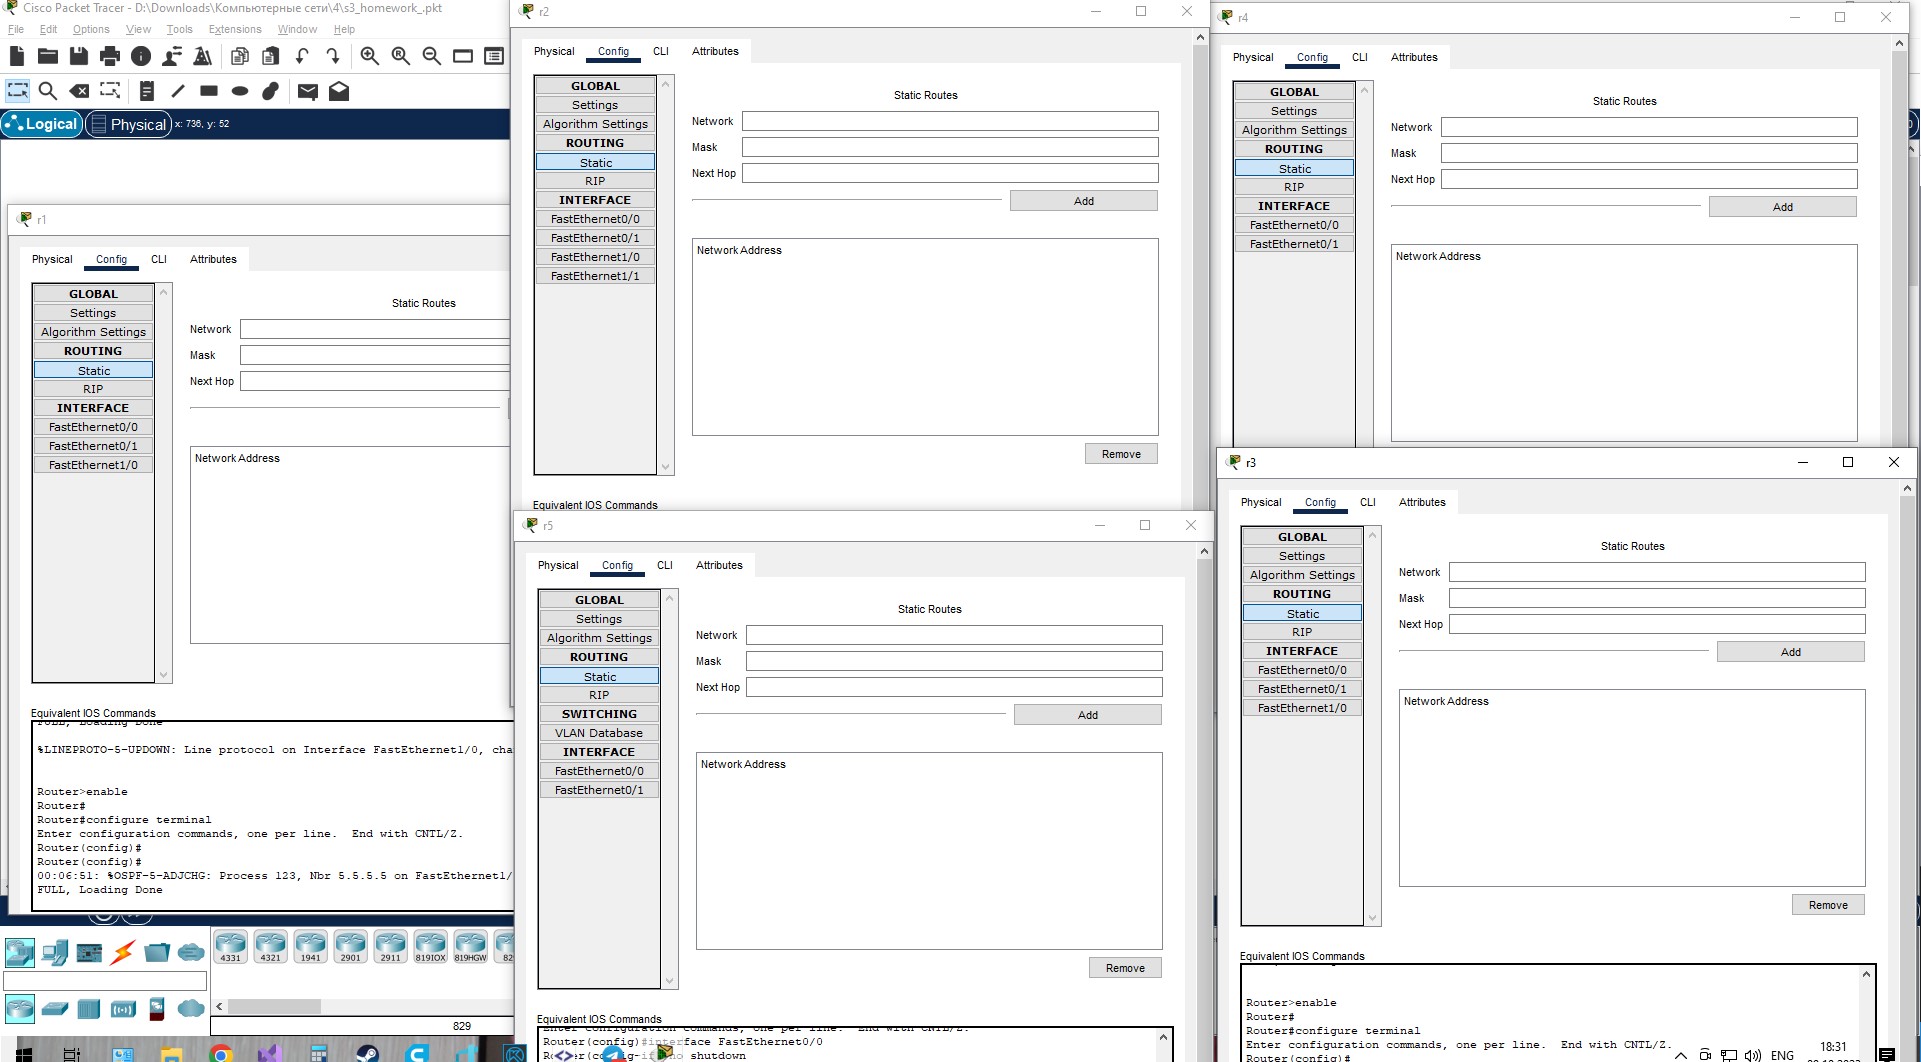 Cisco Packet Tracer - D:\Downloads\Компьютерные сети\4\s3_homework_.pkt
File Edit Options View Tools Extensions Window Help
Logical Physical x: 736, y: 52
r1
Physical Config CLI Attributes
GLOBAL
Settings
Algorithm Settings
ROUTING
Static
RIP
INTERFACE
FastEthernet0/0
FastEthernet0/1
FastEthernet1/0
Static Routes
Network
Mask
Next Hop
Network Address
Equivalent IOS Commands
FULL, Loading Done
%LINEPROTO-5-UPDOWN: Line protocol on Interface FastEthernet1/0, cha
Router>enable
Router#
Router#configure terminal
Enter configuration commands, one per line. End with CNTL/Z.
Router(config)#
Router(config)#
00:06:51: %OSPF-5-ADJCHG: Process 123, Nbr 5.5.5.5 on FastEthernet1/
FULL, Loading Done
4331 4321 1941 2901 2911 819IOX 819HGW 82
829
r2
Physical Config CLI Attributes
GLOBAL
Settings
Algorithm Settings
ROUTING
Static
RIP
INTERFACE
FastEthernet0/0
FastEthernet0/1
FastEthernet1/0
FastEthernet1/1
Static Routes
Network
Mask
Next Hop
Add
Network Address
Remove
Equivalent IOS Commands
r5
Physical Config CLI Attributes
GLOBAL
Settings
Algorithm Settings
ROUTING
Static
RIP
SWITCHING
VLAN Database
INTERFACE
FastEthernet0/0
FastEthernet0/1
Static Routes
Network
Mask
Next Hop
Add
Network Address
Remove
Equivalent IOS Commands
Enter configuration commands, one per line. End with CNTL/Z.
Router(config)#interface FastEthernet0/0
shutdown
r4
Physical Config CLI Attributes
GLOBAL
Settings
Algorithm Settings
ROUTING
Static
RIP
INTERFACE
FastEthernet0/0
FastEthernet0/1
Static Routes
Network
Mask
Next Hop
Add
Network Address
r3
Physical Config CLI Attributes
GLOBAL
Settings
Algorithm Settings
ROUTING
Static
RIP
INTERFACE
FastEthernet0/0
FastEthernet0/1
FastEthernet1/0
Static Routes
Network
Mask
Next Hop
Add
Network Address
Remove
Equivalent IOS Commands
Router>enable
Router#
Router#configure terminal
Enter configuration commands, one per line. End with CNTL/Z.
Router(config)#
ENG 18:31